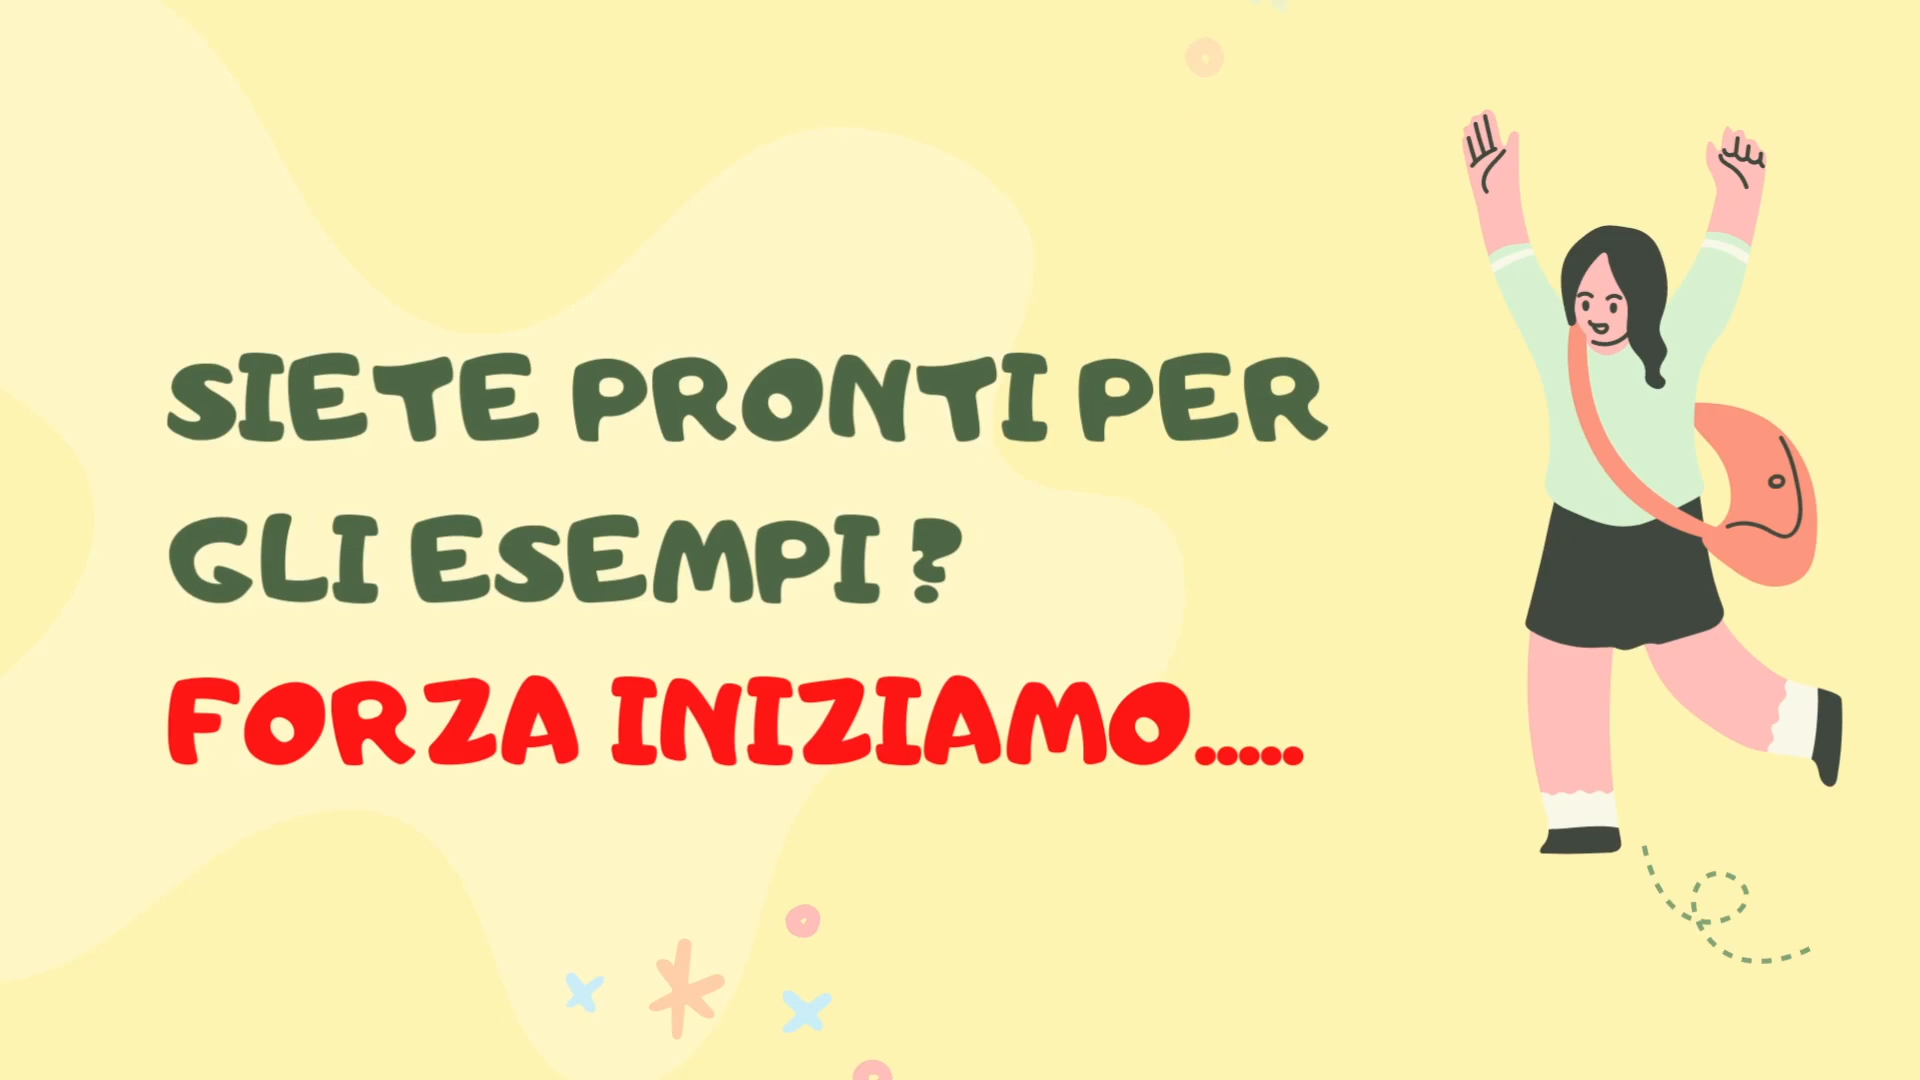 SIETE PRONTI PER
GLI ESEMPI ?
FORZA INIZIAMO.....